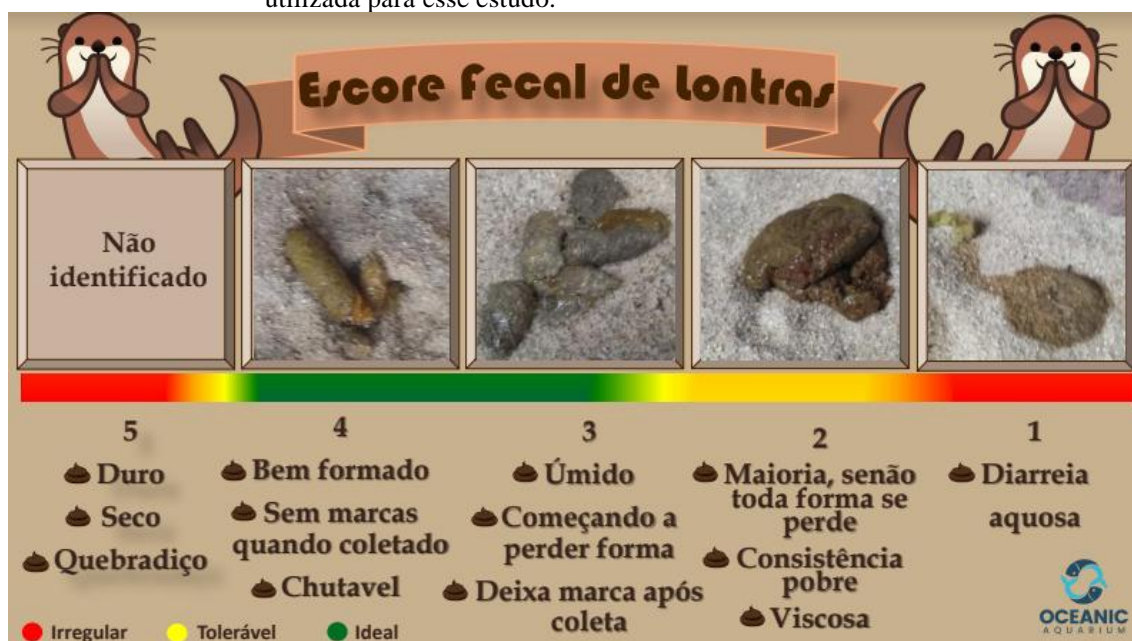 utilizada para esse estudo.
Escore Fecal de Lontras
Não
identificado
5
Duro
Seco
Quebradiço
4
Bem formado
Sem marcas
quando coletado
Chutavel
3
Úmido
Começando a
perder forma
Deixa marca após
coleta
2
Maioria, senão
toda forma se
perde
Consistência
pobre
Viscosa
1
Diarreia
aquosa
Irregular
Tolerável
Ideal
OCEANIC
AQUARIUM